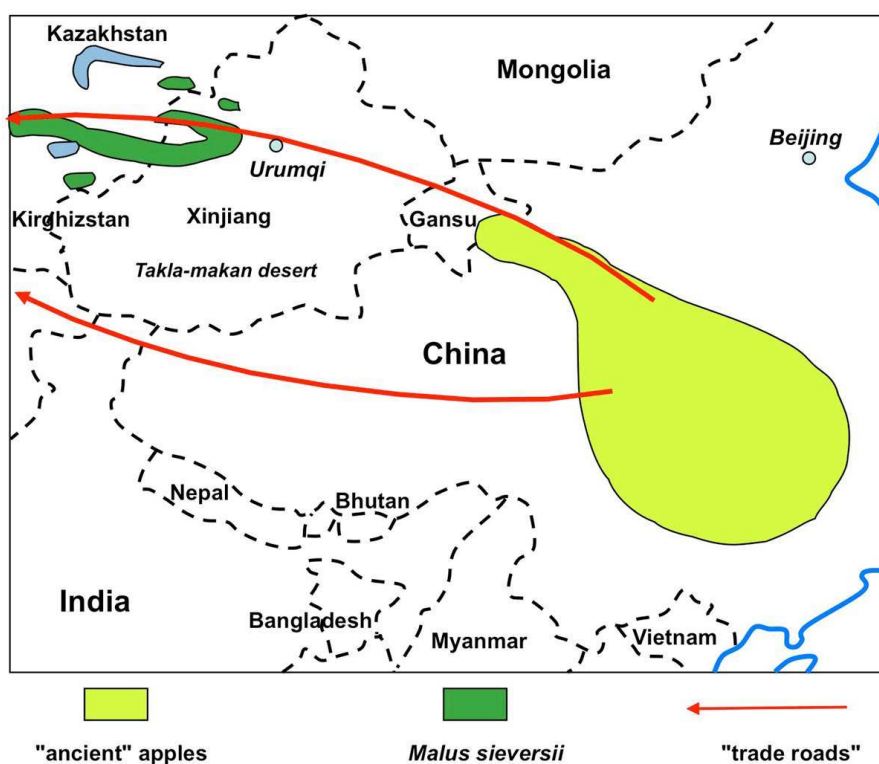 Kazakhstan
Mongolia
Beijing
Urumqi
Kirghizstan
Xinjiang
Gansu
Takla-makan desert
China
Nepal
Bhutan
India
Bangladesh
Myanmar
Vietnam
"ancient" apples
Malus sieversii
"trade roads"